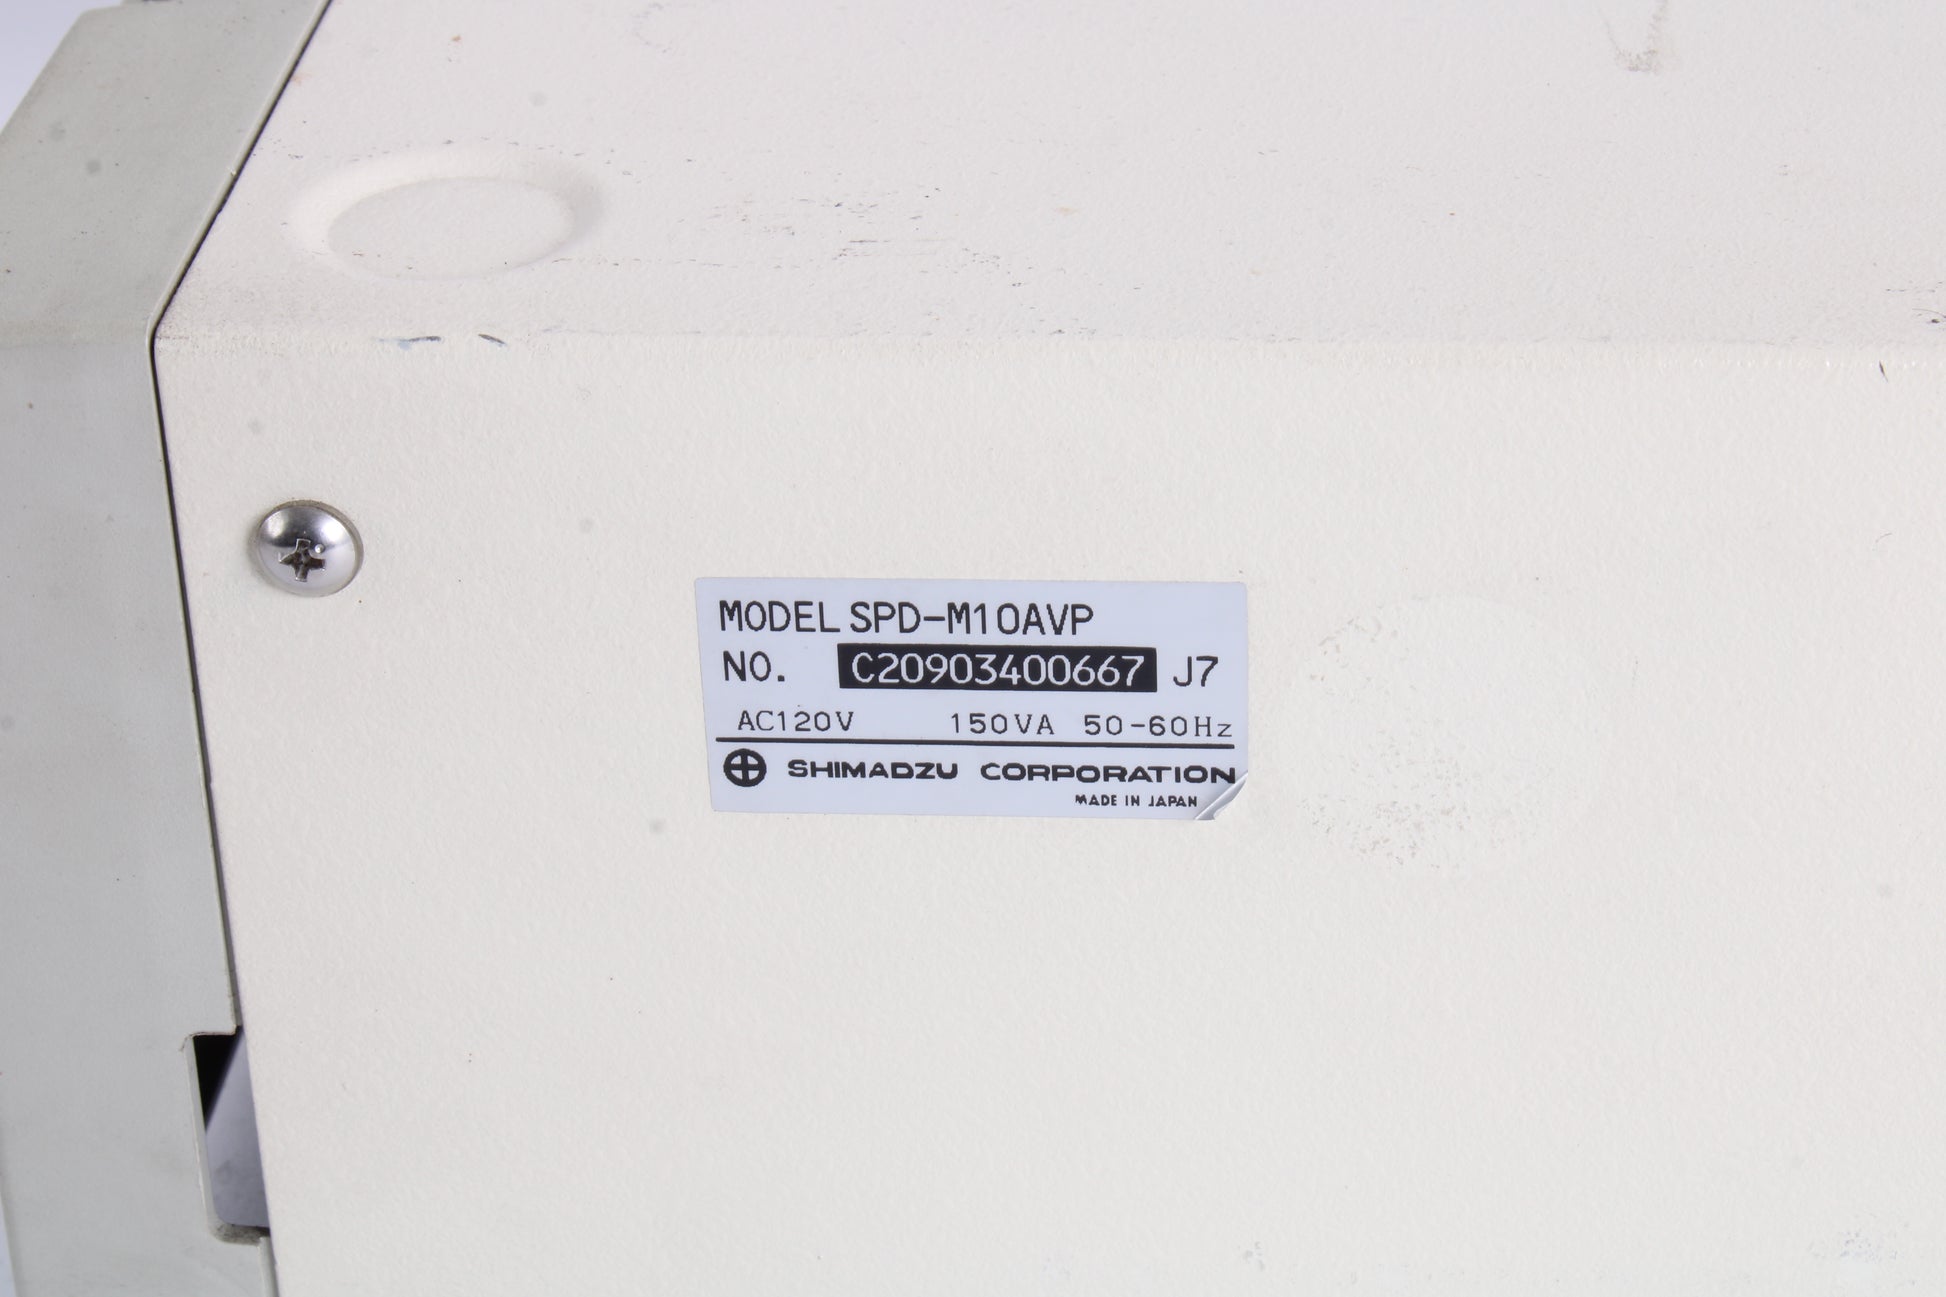 MODEL SPD-M10AVP
NO. C20903400667 J7
AC120V 150VA 50-60Hz
SHIMADZU CORPORATION
MADE IN JAPAN